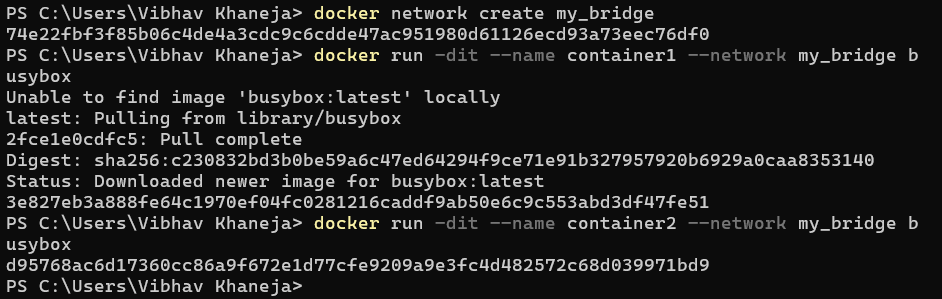 PS C:\Users\Vibhav Khaneja> docker network create my_bridge
74e22fbf3f85b06c4de4a3cdc9c6cdde47ac951980d61126ecd93a73eec76df0
PS C:\Users\Vibhav Khaneja> docker run -dit --name container1 --network my_bridge b
usybox
Unable to find image 'busybox:latest' locally
latest: Pulling from library/busybox
2fce1e0cdfc5: Pull complete
Digest: sha256:c230832bd3b0be59a6c47ed64294f9ce71e91b327957920b6929a0caa8353140
Status: Downloaded newer image for busybox:latest
3e827eb3a888fe64c1970ef04fc0281216caddf9ab50e6c9c553abd3df47fe51
PS C:\Users\Vibhav Khaneja> docker run -dit --name container2 --network my_bridge b
usybox
d95768ac6d17360cc86a9f672e1d77cfe9209a9e3fc4d482572c68d039971bd9
PS C:\Users\Vibhav Khaneja>